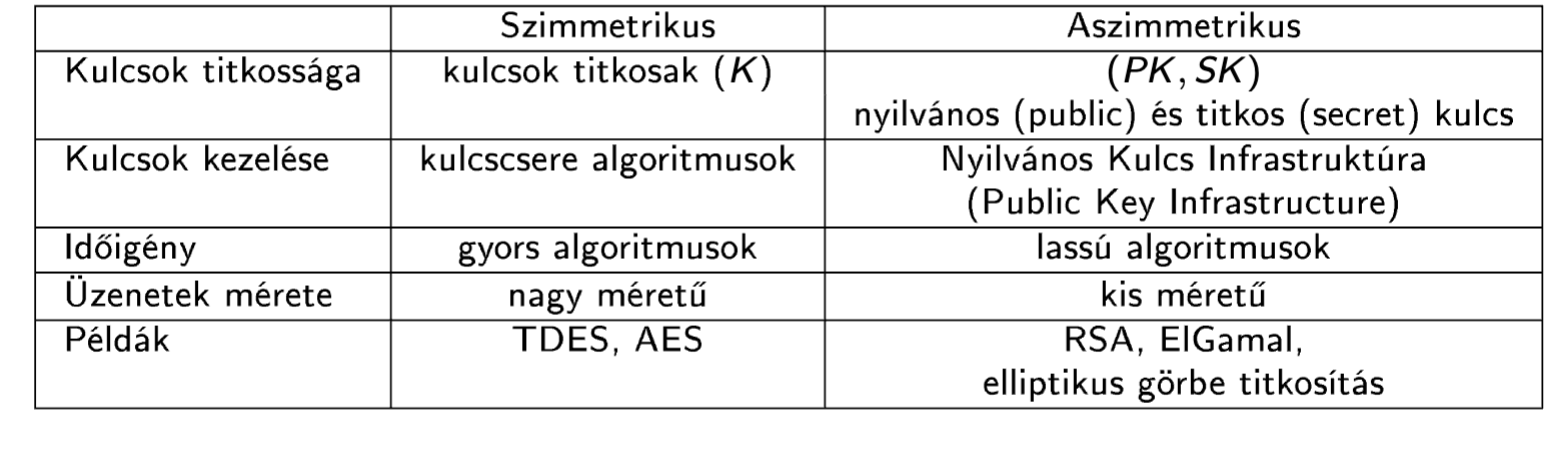 Szimmetrikus Aszimmetrikus
Kulcsok titkossága kulcsok titkosak (K) (PK, SK)
nyilvános (public) és titkos (secret) kulcs
Kulcsok kezelése kulcscsere algoritmusok Nyilvános Kulcs Infrastruktúra
(Public Key Infrastructure)
Időigény gyors algoritmusok lassú algoritmusok
Üzenetek mérete nagy méretű kis méretű
Példák TDES, AES RSA, ElGamal,
elliptikus görbe titkosítás